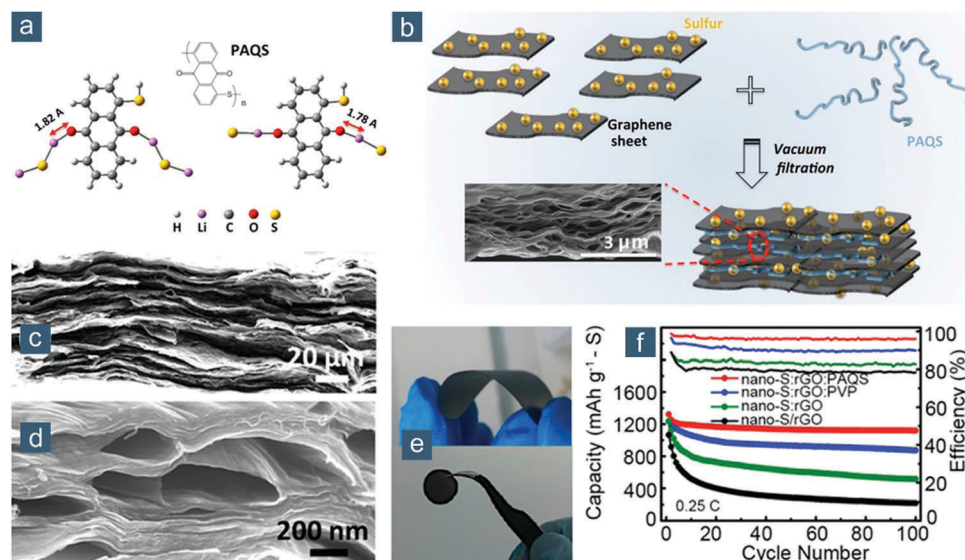 a
PAQS
O
O
S
n
1.82 A
1.78 A
H Li C O S
b
Sulfur
Graphene
sheet
PAQS
Vacuum
filtration
3 µm
c
20 µm
d
200 nm
e
f
Capacity (mAh g⁻¹ - S)
1600
1200
800
400
0
nano-S:rGO:PAQS
nano-S:rGO:PVP
nano-S:rGO
nano-S/rGO
0.25 C
100
80
60
40
20
0
Efficiency (%)
0 20 40 60 80 100
Cycle Number